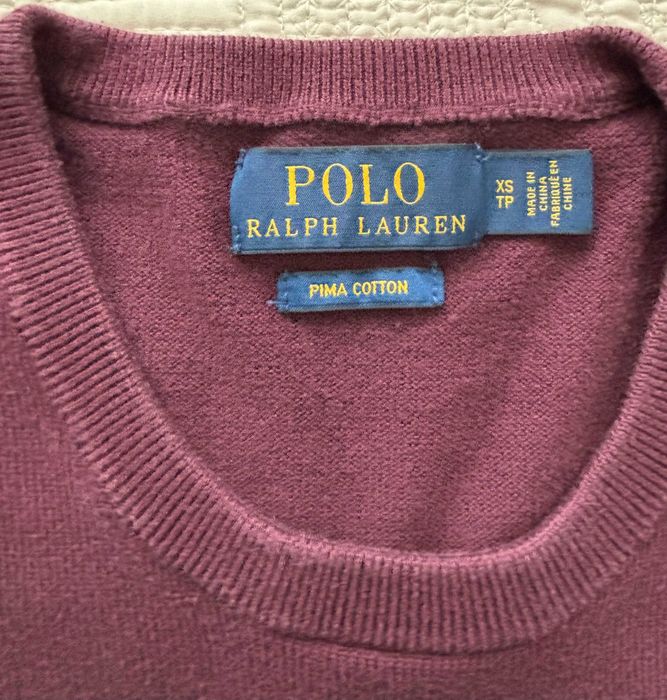 POLO
RALPH LAUREN
XS
TP
MADE IN
CHINA
FABRIQUÉ EN
CHINE
PIMA COTTON